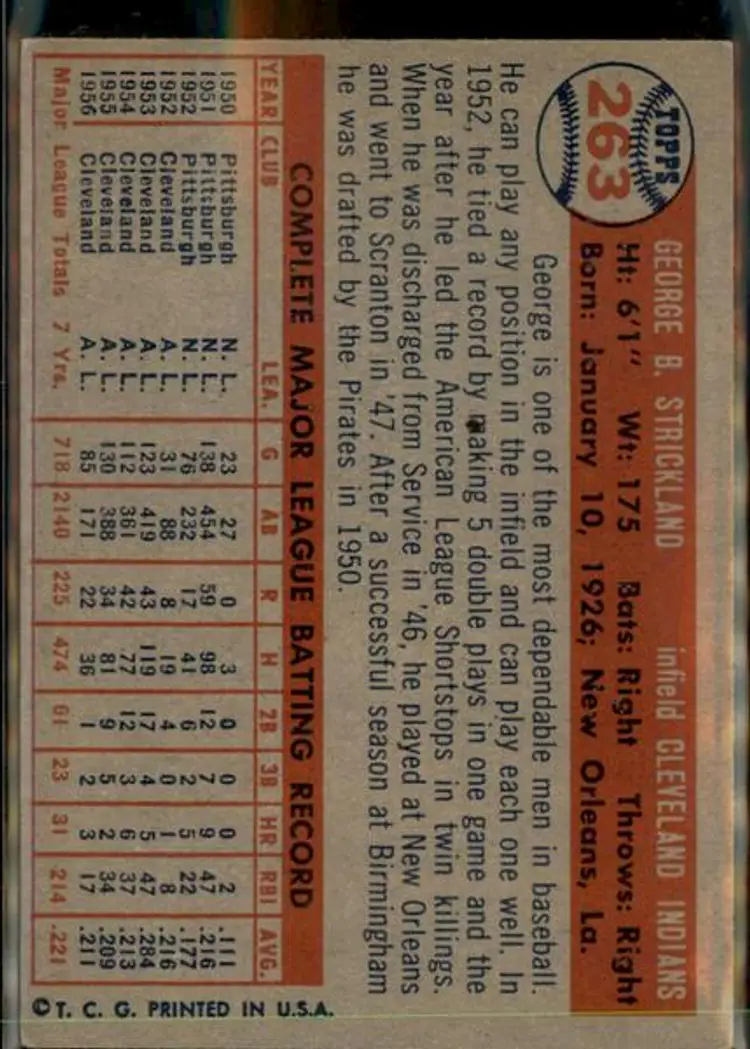 TOPPS
263
GEORGE B. STRICKLAND infield CLEVELAND INDIANS
Ht: 6'1" Wt: 175 Bats: Right Throws: Right
Born: January 10, 1926; New Orleans, La.
George is one of the most dependable men in baseball.
He can play any position in the infield and can play each one well. In
1952, he tied a record by making 5 double plays in one game and the
year after he led the American League Shortstops in twin killings.
When he was discharged from Service in '46, he played at New Orleans
and went to Scranton in '47. After a successful season at Birmingham
he was drafted by the Pirates in 1950.
COMPLETE MAJOR LEAGUE BATTING RECORD
YEAR CLUB LEA. G AB R H 2B 3B HR RBI AVG.
1950 Pittsburgh N. L. 23 27 0 3 0 0 0 2 .111
1951 Pittsburgh N. L. 138 454 59 98 12 7 9 47 .216
1952 Pittsburgh N. L. 76 232 17 41 6 2 5 22 .177
1952 Cleveland A. L. 31 88 8 19 4 0 1 8 .216
1953 Cleveland A. L. 123 419 43 119 17 4 5 47 .284
1954 Cleveland A. L. 112 361 42 77 12 3 6 37 .213
1955 Cleveland A. L. 130 388 34 81 9 5 2 34 .209
1956 Cleveland A. L. 85 171 22 36 1 2 3 17 .211
Major League Totals 7 Yrs. 718 2140 225 474 61 23 31 214 .221
© T. C. G. PRINTED IN U.S.A.